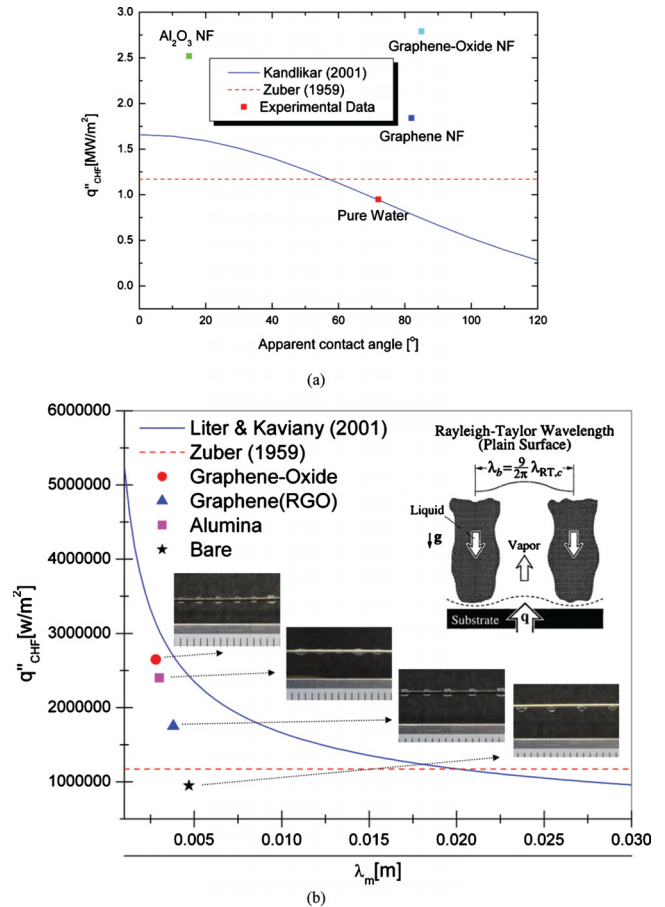 3.0
2.5
2.0
1.5
1.0
0.5
0.0
q''CHF[MW/m²]
Al₂O₃ NF
Graphene-Oxide NF
Kandlikar (2001)
Zuber (1959)
Experimental Data
Graphene NF
Pure Water
0 20 40 60 80 100 120
Apparent contact angle [°]
(a)
6000000
5000000
4000000
3000000
2000000
1000000
q''CHF[w/m²]
Liter & Kaviany (2001)
Zuber (1959)
Graphene-Oxide
Graphene(RGO)
Alumina
Bare
Rayleigh-Taylor Wavelength
(Plain Surface)
λb = 9/2π λRT,c
Liquid
g
Vapor
Substrate
q
0.005 0.010 0.015 0.020 0.025 0.030
λm[m]
(b)